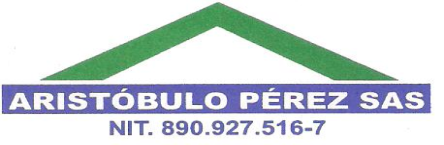 ARISTÓBULO PÉREZ SAS
NIT. 890.927.516-7